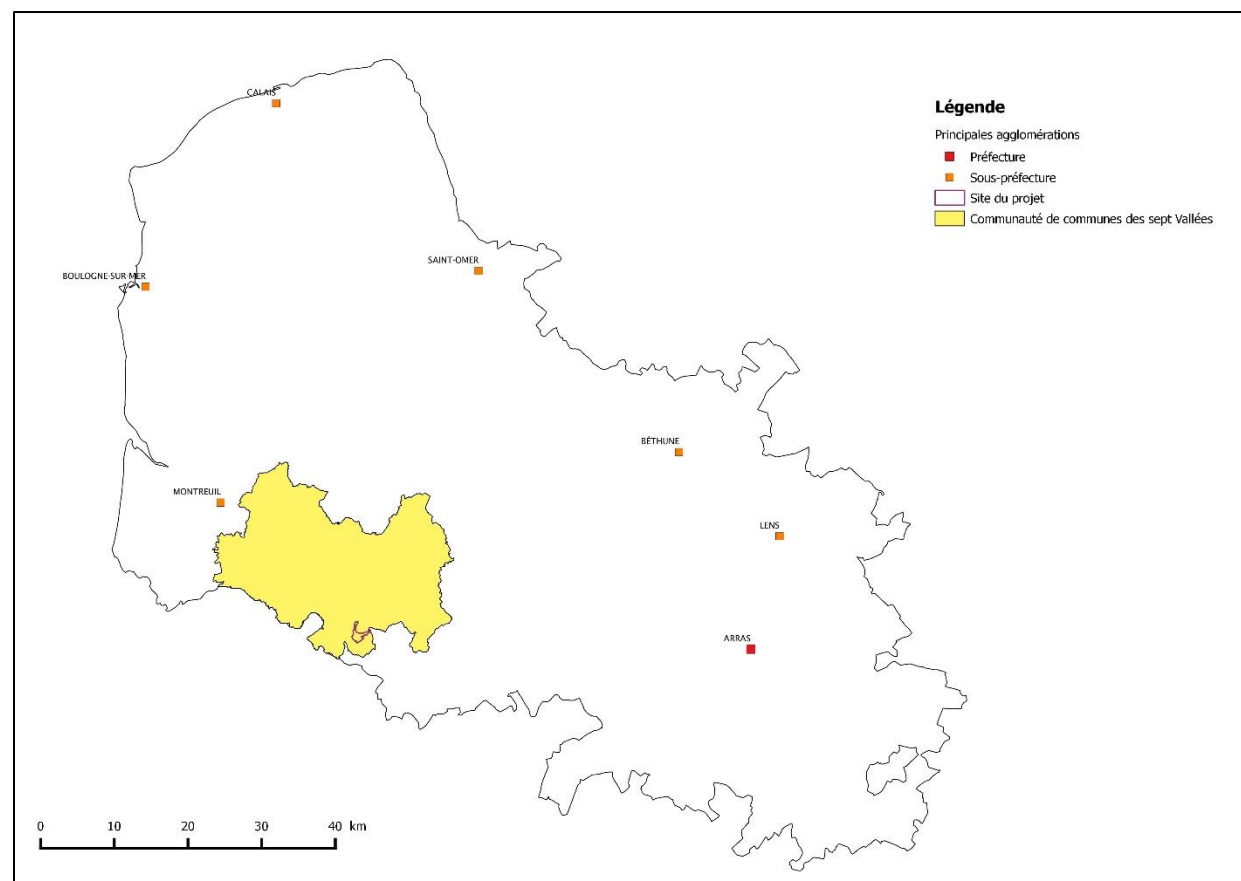 CALAIS
Légende
Principales agglomérations
Préfecture
Sous-préfecture
Site du projet
Communauté de communes des sept Vallées
SAINT-OMER
BOULOGNE-SUR-MER
BÉTHUNE
MONTREUIL
LENS
ARRAS
0 10 20 30 40 km